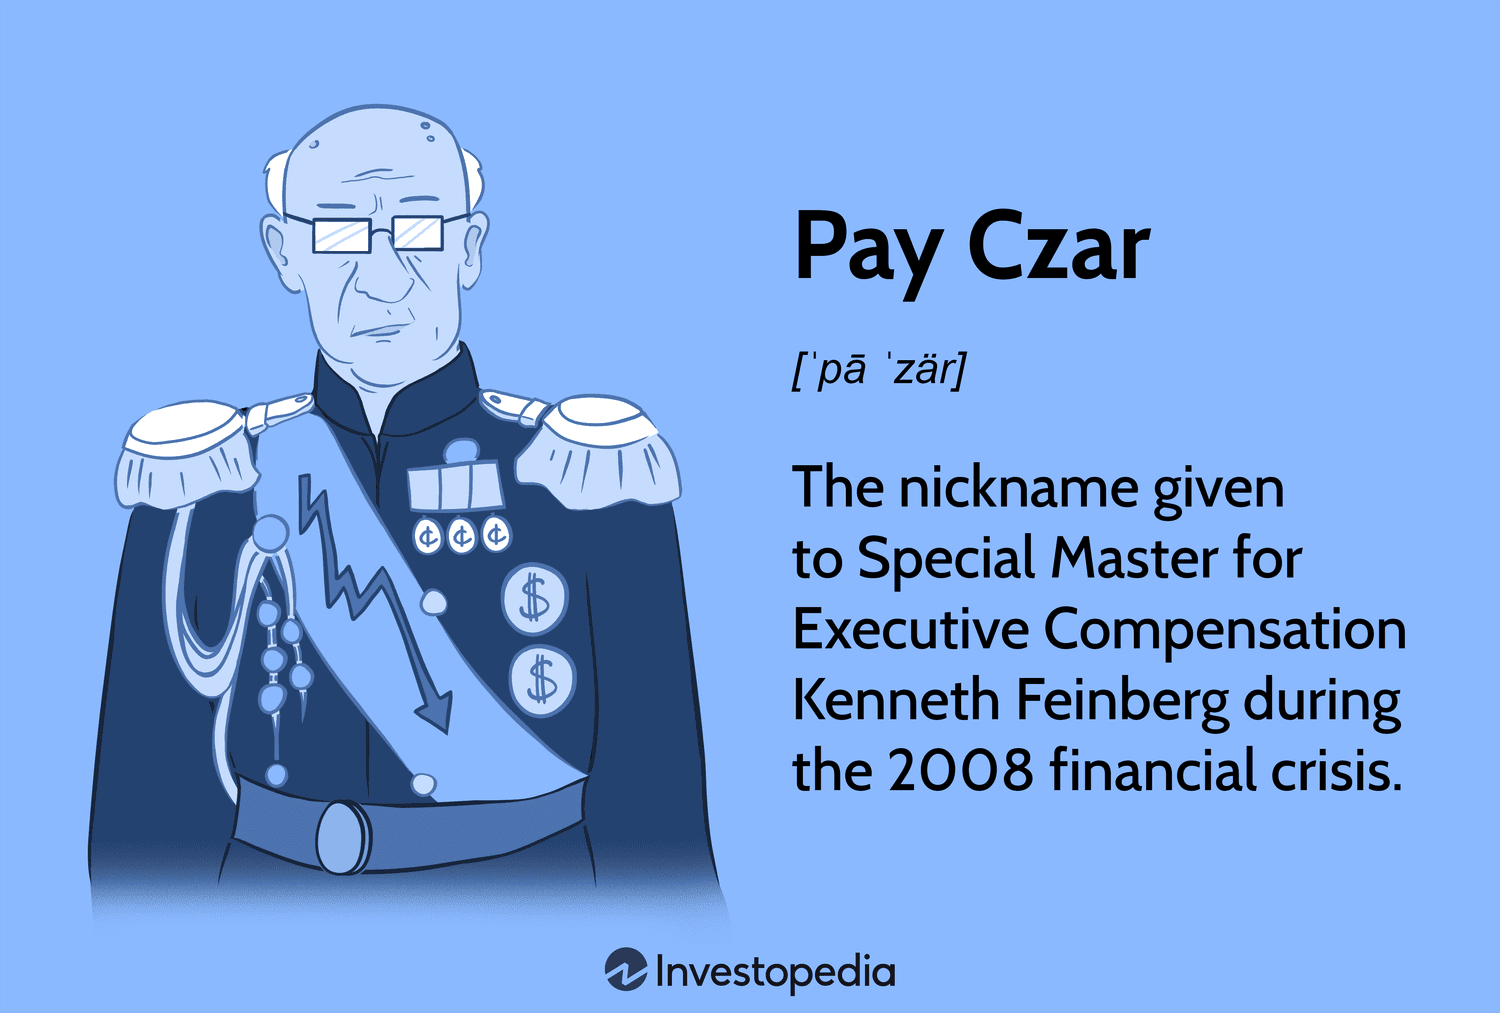 Pay Czar
[ˈpā ˈzär]
The nickname given
to Special Master for
Executive Compensation
Kenneth Feinberg during
the 2008 financial crisis.
¢ ¢ ¢
$
$
Investopedia